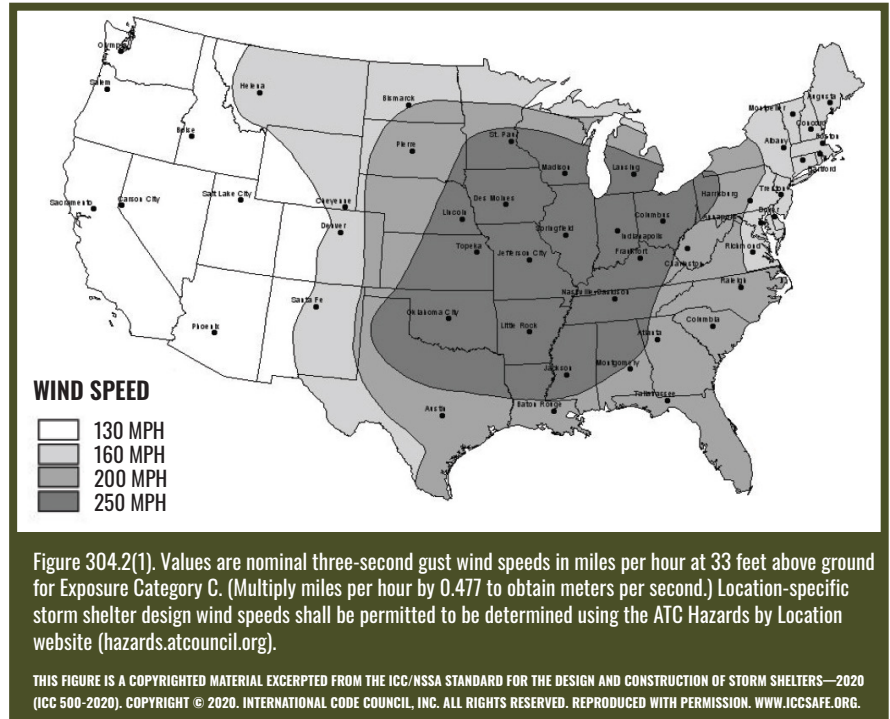 Olympia
Salem
Helena
Bismarck
Boise
Pierre
St. Paul
Montpelier
Augusta
Concord
Albany
Boston
Hartford
Madison
Lansing
Sacramento
Carson City
Salt Lake City
Cheyenne
Denver
Lincoln
Des Moines
Springfield
Indianapolis
Columbus
Harrisburg
Trenton
Dover
Annapolis
Topeka
Jefferson City
Frankfort
Charleston
Richmond
Santa Fe
Phoenix
Oklahoma City
Little Rock
Nashville-Davidson
Raleigh
Columbia
Atlanta
Jackson
Montgomery
Austin
Baton Rouge
Tallahassee
WIND SPEED
130 MPH
160 MPH
200 MPH
250 MPH
Figure 304.2(1). Values are nominal three-second gust wind speeds in miles per hour at 33 feet above ground
for Exposure Category C. (Multiply miles per hour by 0.477 to obtain meters per second.) Location-specific
storm shelter design wind speeds shall be permitted to be determined using the ATC Hazards by Location
website (hazards.atcouncil.org).
THIS FIGURE IS A COPYRIGHTED MATERIAL EXCERPTED FROM THE ICC/NSSA STANDARD FOR THE DESIGN AND CONSTRUCTION OF STORM SHELTERS—2020
(ICC 500-2020). COPYRIGHT © 2020. INTERNATIONAL CODE COUNCIL, INC. ALL RIGHTS RESERVED. REPRODUCED WITH PERMISSION. WWW.ICCSAFE.ORG.